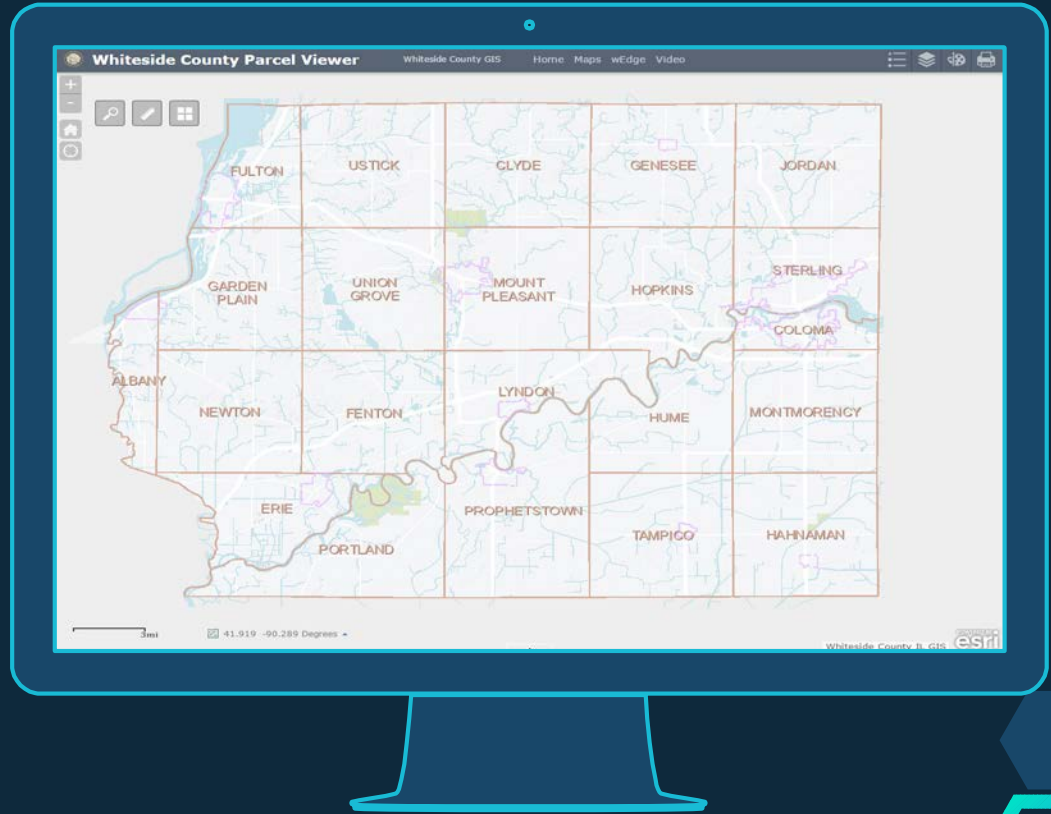 Whiteside County Parcel Viewer
Whiteside County GIS
Home Maps wEdge Video
+
-
FULTON
USTICK
CLYDE
GENESEE
JORDAN
GARDEN
PLAIN
UNION
GROVE
MOUNT
PLEASANT
HOPKINS
STERLING
COLOMA
ALBANY
NEWTON
FENTON
LYNDON
HUME
MONTMORENCY
ERIE
PORTLAND
PROPHETSTOWN
TAMPICO
HAHNAMAN
3mi
41.919 -90.289 Degrees
Whiteside County IL GIS
esri